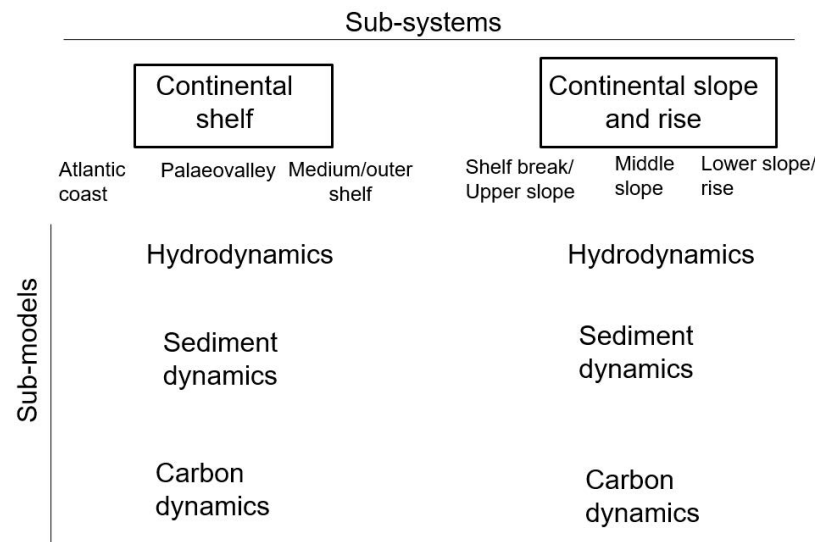 Sub-systems
Continental
shelf
Continental slope
and rise
Atlantic
coast
Palaeovalley
Medium/outer
shelf
Shelf break/
Upper slope
Middle
slope
Lower slope/
rise
Sub-models
Hydrodynamics
Hydrodynamics
Sediment
dynamics
Sediment
dynamics
Carbon
dynamics
Carbon
dynamics